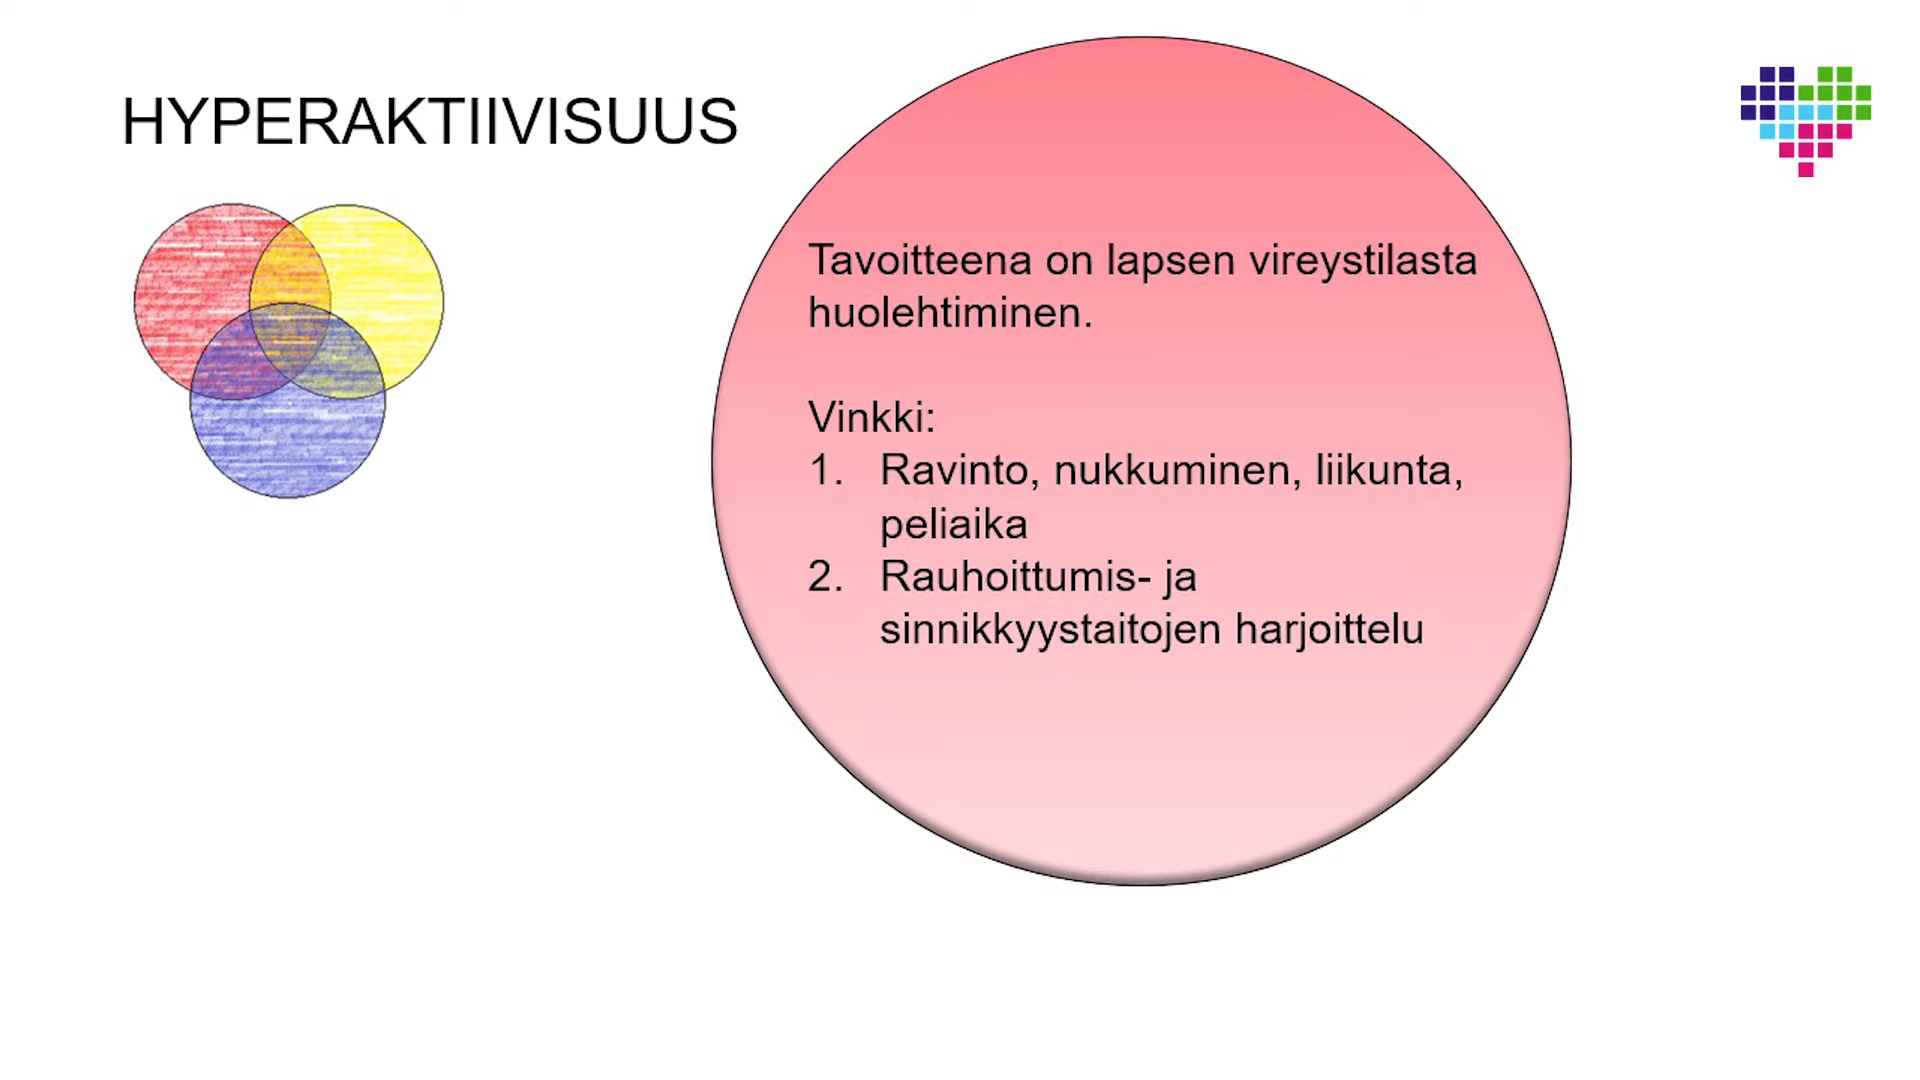 HYPERAKTIIVISUUS
Tavoitteena on lapsen vireystilasta
huolehtiminen.
Vinkki:
1. Ravinto, nukkuminen, liikunta,
peliaika
2. Rauhoittumis- ja
sinnikkyystaitojen harjoittelu